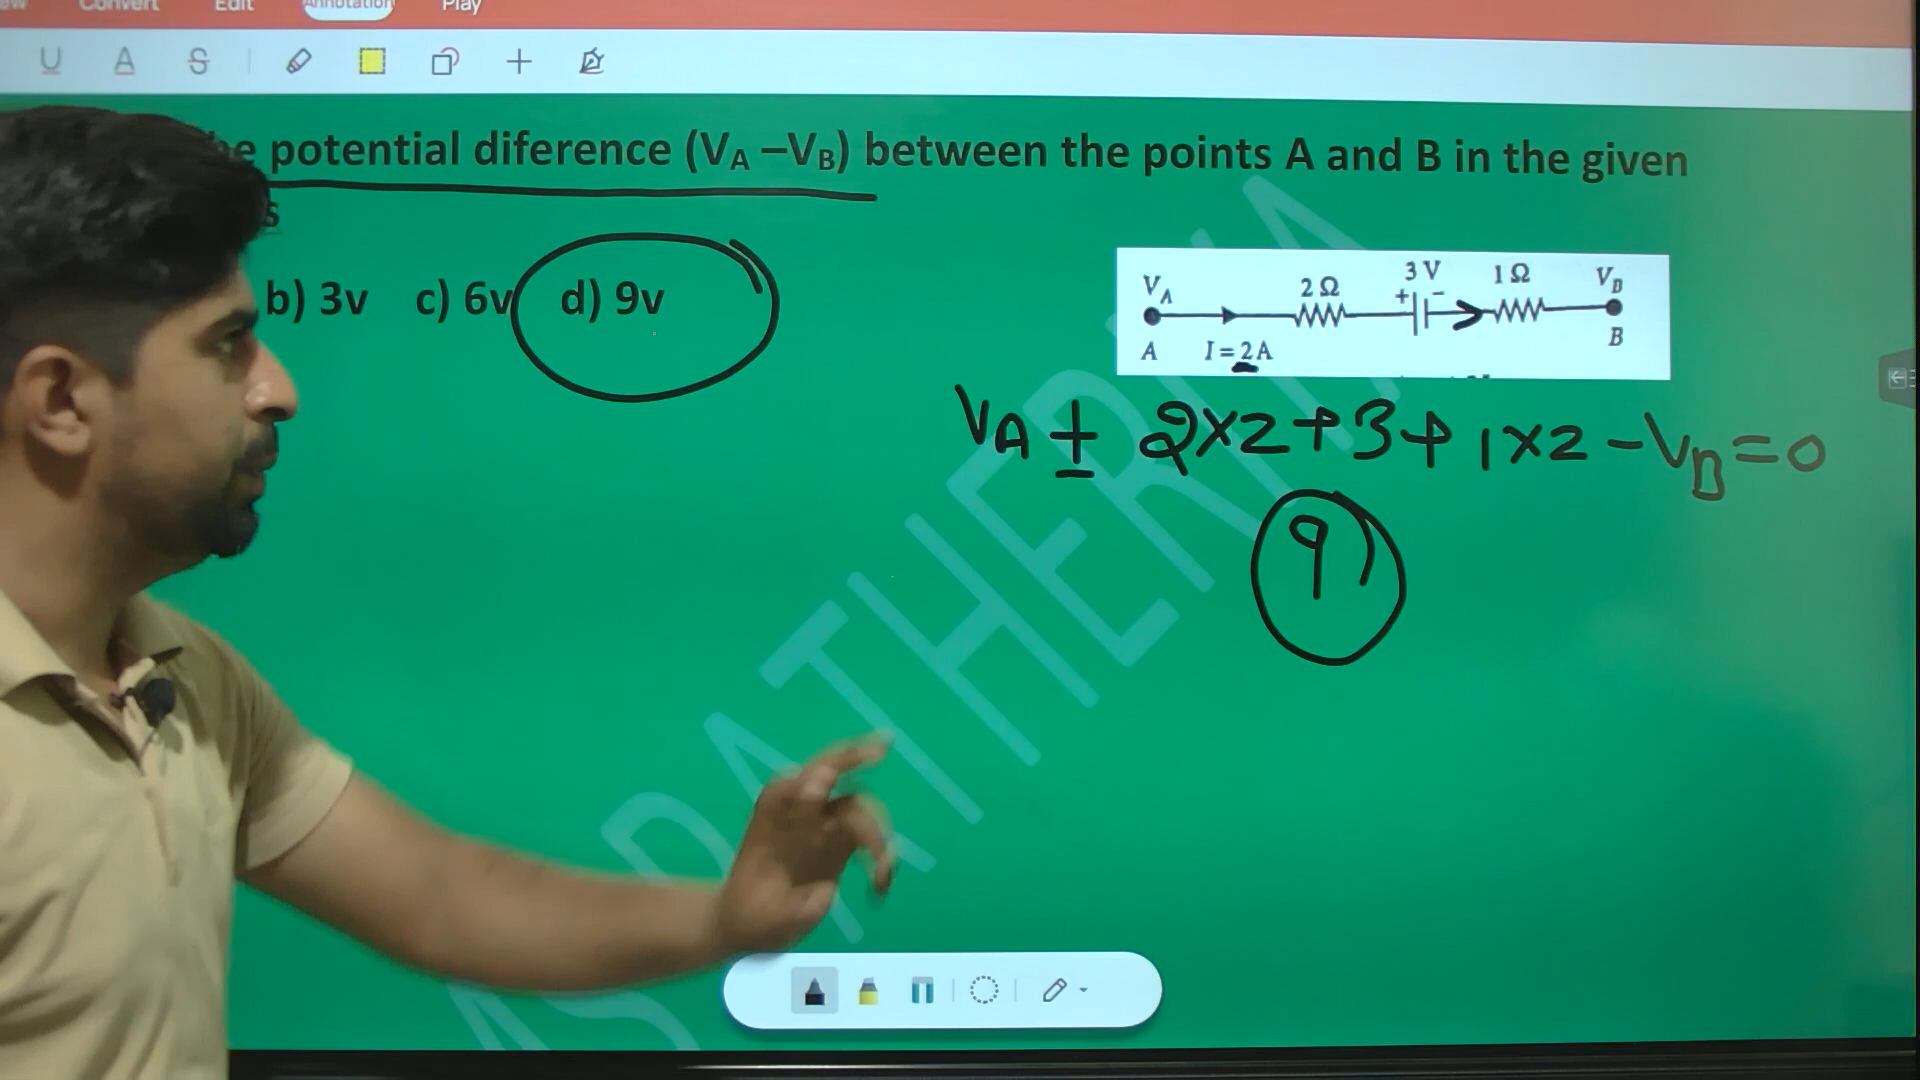 Convert Edit Annotation Play
U A S
potential diference (VA –VB) between the points A and B in the given
b) 3v c) 6v d) 9v
VA 2 Ω 3 V 1 Ω VB
+ -
A I = 2A B
VA ± 2×2+3+1×2-VB=0
9